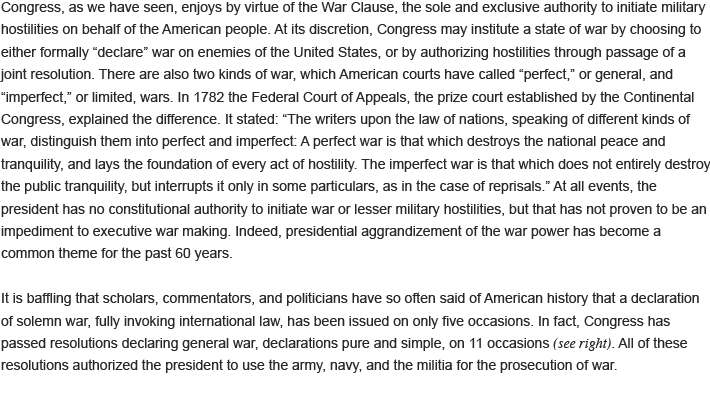 Congress, as we have seen, enjoys by virtue of the War Clause, the sole and exclusive authority to initiate military
hostilities on behalf of the American people. At its discretion, Congress may institute a state of war by choosing to
either formally “declare” war on enemies of the United States, or by authorizing hostilities through passage of a
joint resolution. There are also two kinds of war, which American courts have called “perfect,” or general, and
“imperfect,” or limited, wars. In 1782 the Federal Court of Appeals, the prize court established by the Continental
Congress, explained the difference. It stated: “The writers upon the law of nations, speaking of different kinds of
war, distinguish them into perfect and imperfect: A perfect war is that which destroys the national peace and
tranquility, and lays the foundation of every act of hostility. The imperfect war is that which does not entirely destroy
the public tranquility, but interrupts it only in some particulars, as in the case of reprisals.” At all events, the
president has no constitutional authority to initiate war or lesser military hostilities, but that has not proven to be an
impediment to executive war making. Indeed, presidential aggrandizement of the war power has become a
common theme for the past 60 years.
It is baffling that scholars, commentators, and politicians have so often said of American history that a declaration
of solemn war, fully invoking international law, has been issued on only five occasions. In fact, Congress has
passed resolutions declaring general war, declarations pure and simple, on 11 occasions (see right). All of these
resolutions authorized the president to use the army, navy, and the militia for the prosecution of war.